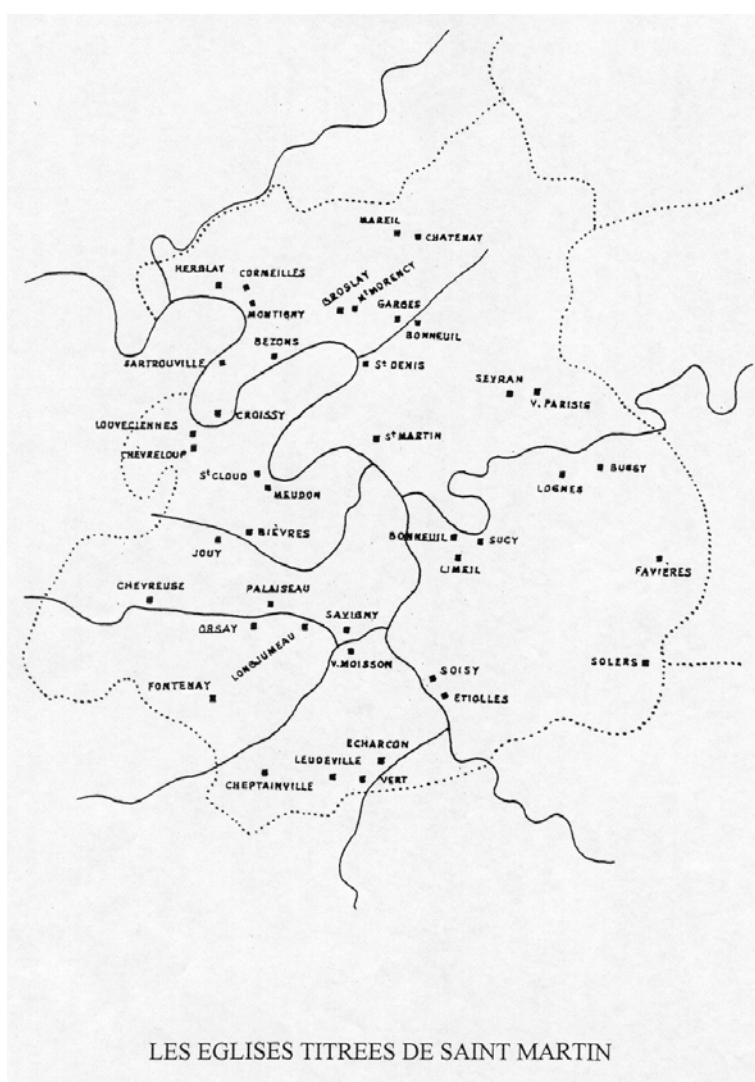 MAREIL
CHATENAY
HERBLAY
CORMEILLES
GROSLAY
Mt MORENCY
MONTIGNY
GARGES
BONNEUIL
BEZONS
SARTROUVILLE
St DENIS
SEVRAN
V. PARISIS
CROISSY
LOUVECIENNES
CHEVRELOUP
St MARTIN
St CLOUD
MEUDON
LOGNES
BUSSY
BIÈVRES
JOUY
BONNEUIL
SUCY
LIMEIL
FAVIÈRES
CHEVREUSE
PALAISEAU
ORSAY
LONGJUMEAU
SAVIGNY
V. MOISSON
SOLERS
FONTENAY
SOISY
ETIOLLES
ECHARCON
LEUDEVILLE
CHEPTAINVILLE
VERT
LES EGLISES TITREES DE SAINT MARTIN